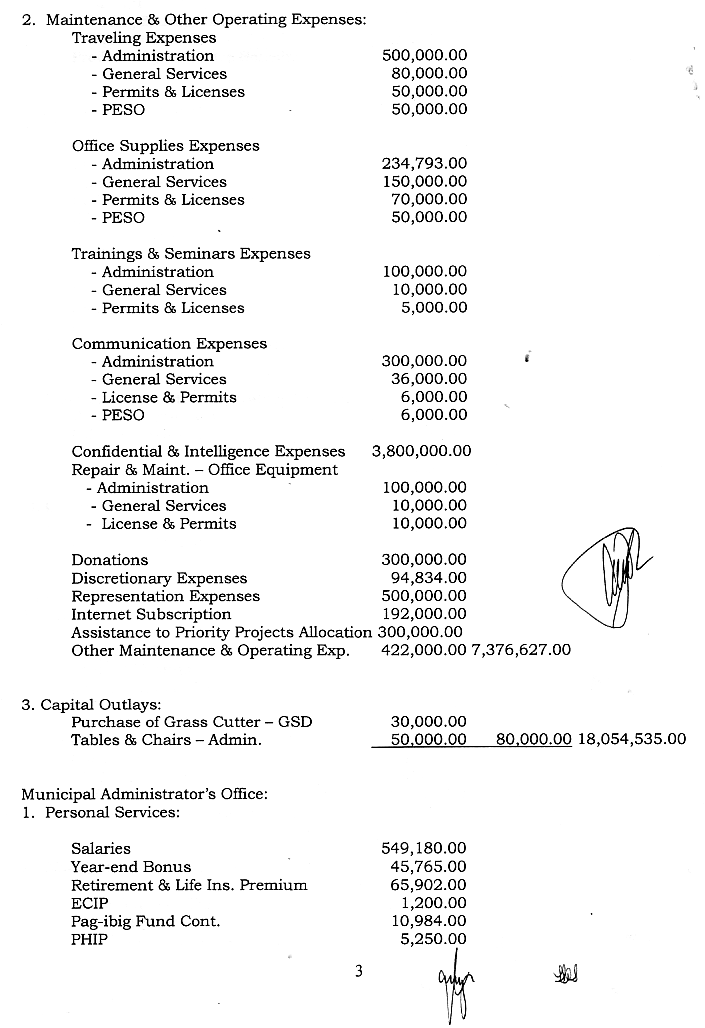 2. Maintenance & Other Operating Expenses:
Traveling Expenses
- Administration 500,000.00
- General Services 80,000.00
- Permits & Licenses 50,000.00
- PESO 50,000.00
Office Supplies Expenses
- Administration 234,793.00
- General Services 150,000.00
- Permits & Licenses 70,000.00
- PESO 50,000.00
Trainings & Seminars Expenses
- Administration 100,000.00
- General Services 10,000.00
- Permits & Licenses 5,000.00
Communication Expenses
- Administration 300,000.00
- General Services 36,000.00
- License & Permits 6,000.00
- PESO 6,000.00
Confidential & Intelligence Expenses 3,800,000.00
Repair & Maint. – Office Equipment
- Administration 100,000.00
- General Services 10,000.00
- License & Permits 10,000.00
Donations 300,000.00
Discretionary Expenses 94,834.00
Representation Expenses 500,000.00
Internet Subscription 192,000.00
Assistance to Priority Projects Allocation 300,000.00
Other Maintenance & Operating Exp. 422,000.00 7,376,627.00
3. Capital Outlays:
Purchase of Grass Cutter – GSD 30,000.00
Tables & Chairs – Admin. 50,000.00 80,000.00 18,054,535.00
Municipal Administrator's Office:
1. Personal Services:
Salaries 549,180.00
Year-end Bonus 45,765.00
Retirement & Life Ins. Premium 65,902.00
ECIP 1,200.00
Pag-ibig Fund Cont. 10,984.00
PHIP 5,250.00
3